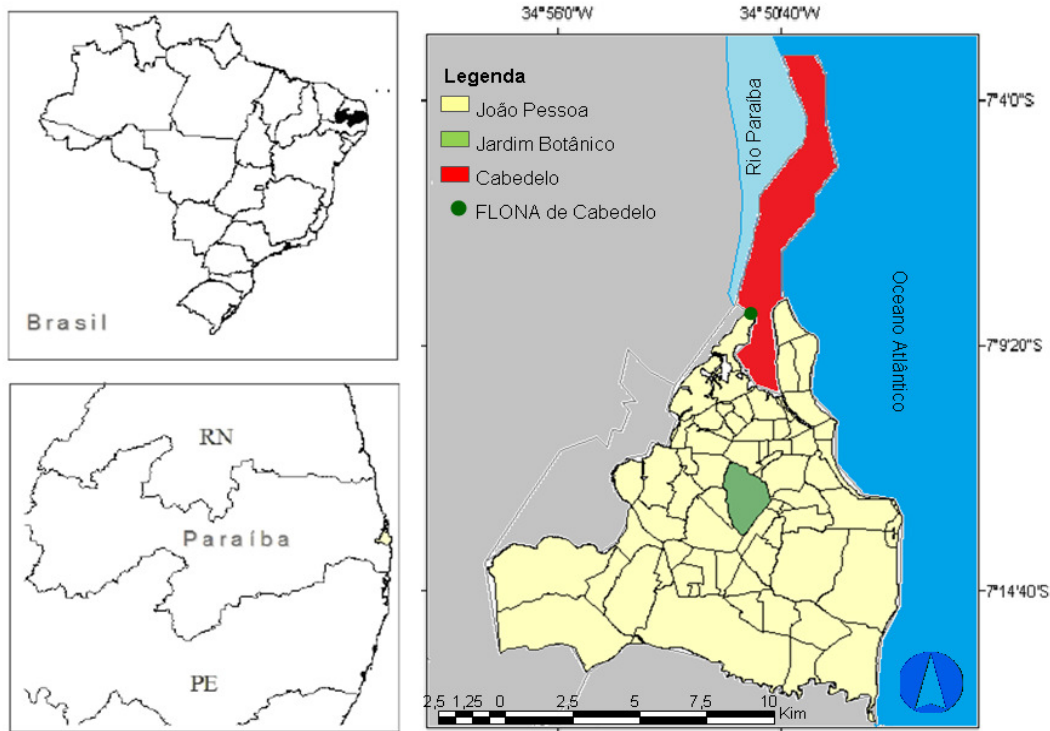 Brasil
RN
Paraíba
PE
34°56'0"W
34°50'40"W
Legenda
João Pessoa
Jardim Botânico
Cabedelo
FLONA de Cabedelo
Rio Paraíba
Oceano Atlântico
7°4'0"S
7°9'20"S
7°14'40"S
2,5 1,25 0 2,5 5 7,5 10
Kim